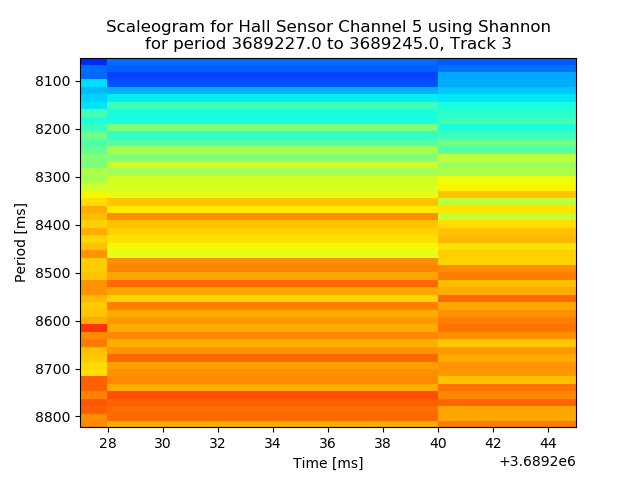 Scaleogram for Hall Sensor Channel 5 using Shannon
for period 3689227.0 to 3689245.0, Track 3
8100
8200
8300
8400
8500
8600
8700
8800
Period [ms]
28 30 32 34 36 38 40 42 44
Time [ms]
+3.6892e6